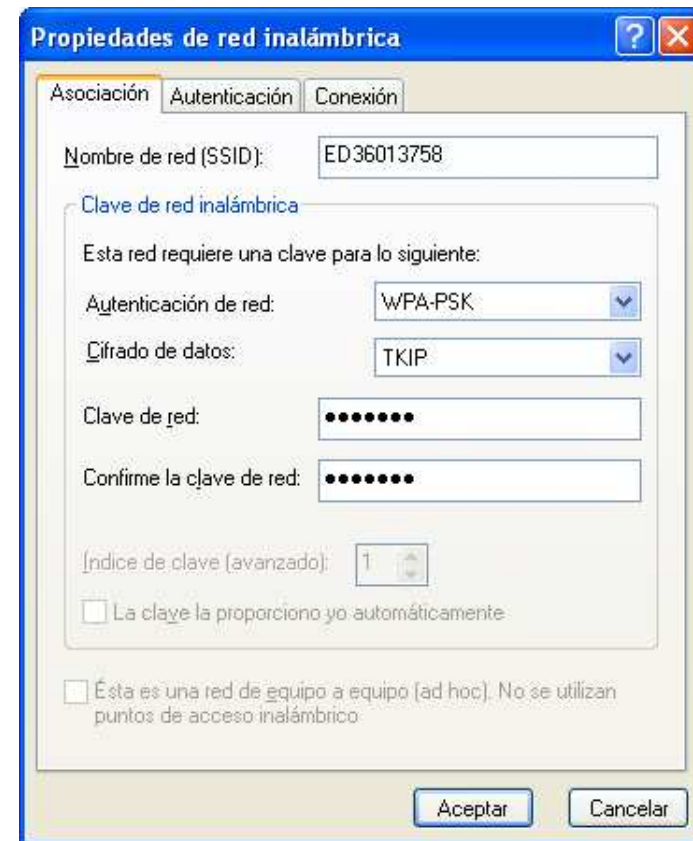 Propiedades de red inalámbrica
Asociación Autenticación Conexión
Nombre de red (SSID): ED36013758
Clave de red inalámbrica
Esta red requiere una clave para lo siguiente:
Autenticación de red: WPA-PSK
Cifrado de datos: TKIP
Clave de red: •••••••
Confirme la clave de red: •••••••
Índice de clave (avanzado): 1
La clave la proporciono yo automáticamente
Ésta es una red de equipo a equipo (ad hoc). No se utilizan
puntos de acceso inalámbrico
Aceptar Cancelar